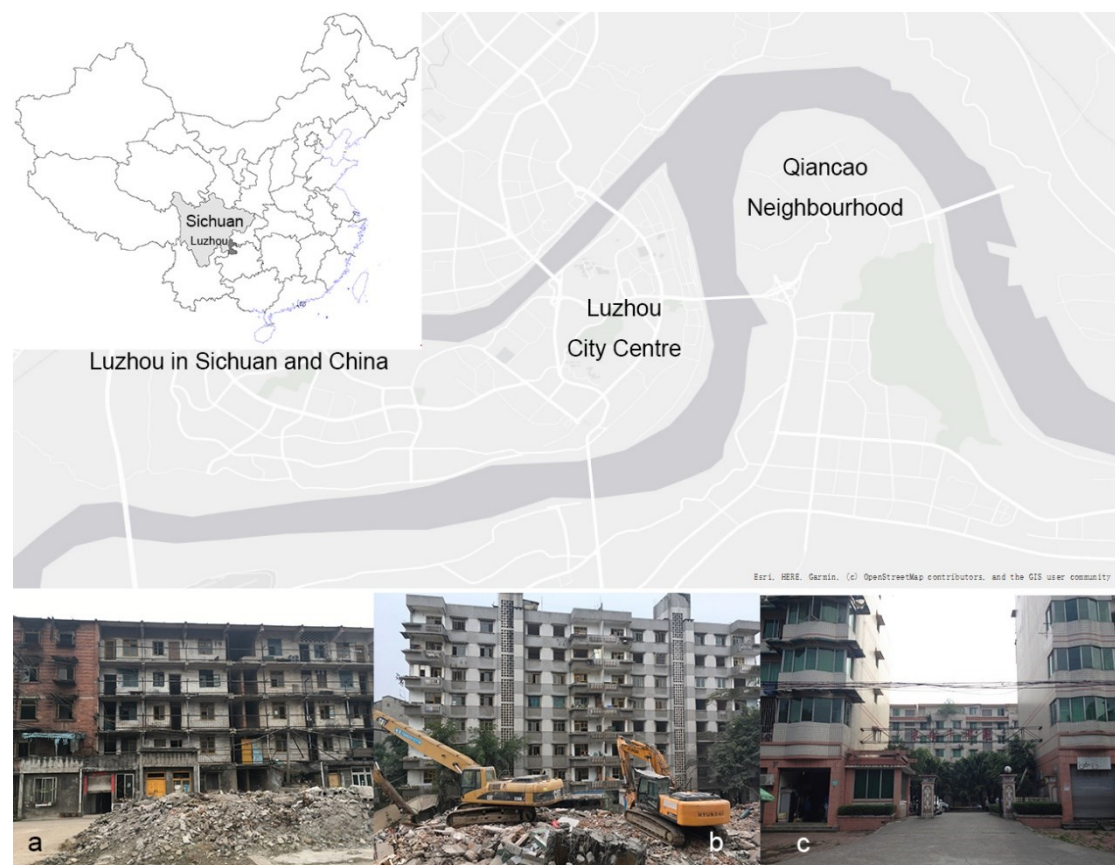 Sichuan
Luzhou
Luzhou in Sichuan and China
Qiancao
Neighbourhood
Luzhou
City Centre
Esri, HERE, Garmin, (c) OpenStreetMap contributors, and the GIS user community
HYUNDAI
a
b
c